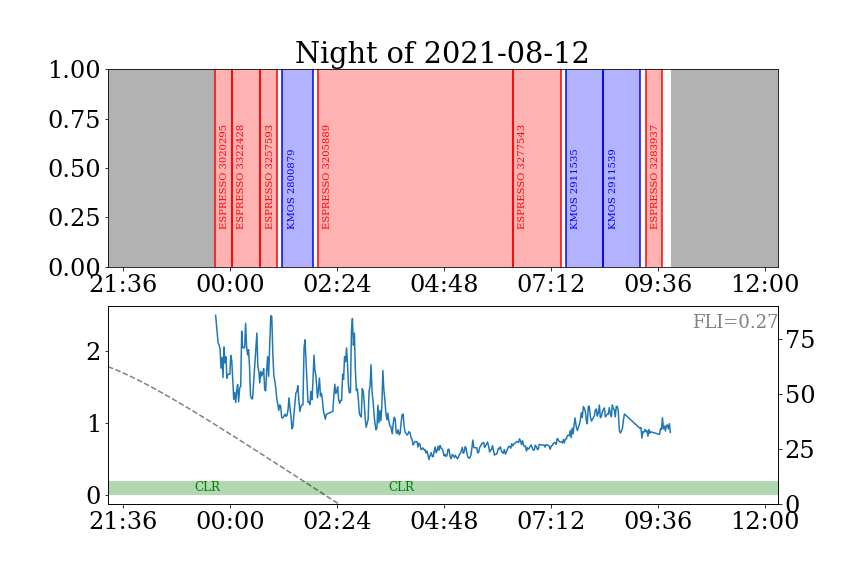 Night of 2021-08-12
1.00
0.75
0.50
0.25
0.00
ESPRESSO 3020295
ESPRESSO 3322428
ESPRESSO 3257593
KMOS 2800879
ESPRESSO 3205889
ESPRESSO 3277543
KMOS 2911535
KMOS 2911539
ESPRESSO 3283937
21:36 00:00 02:24 04:48 07:12 09:36 12:00
FLI=0.27
2
1
0
75
50
25
0
CLR CLR
21:36 00:00 02:24 04:48 07:12 09:36 12:00